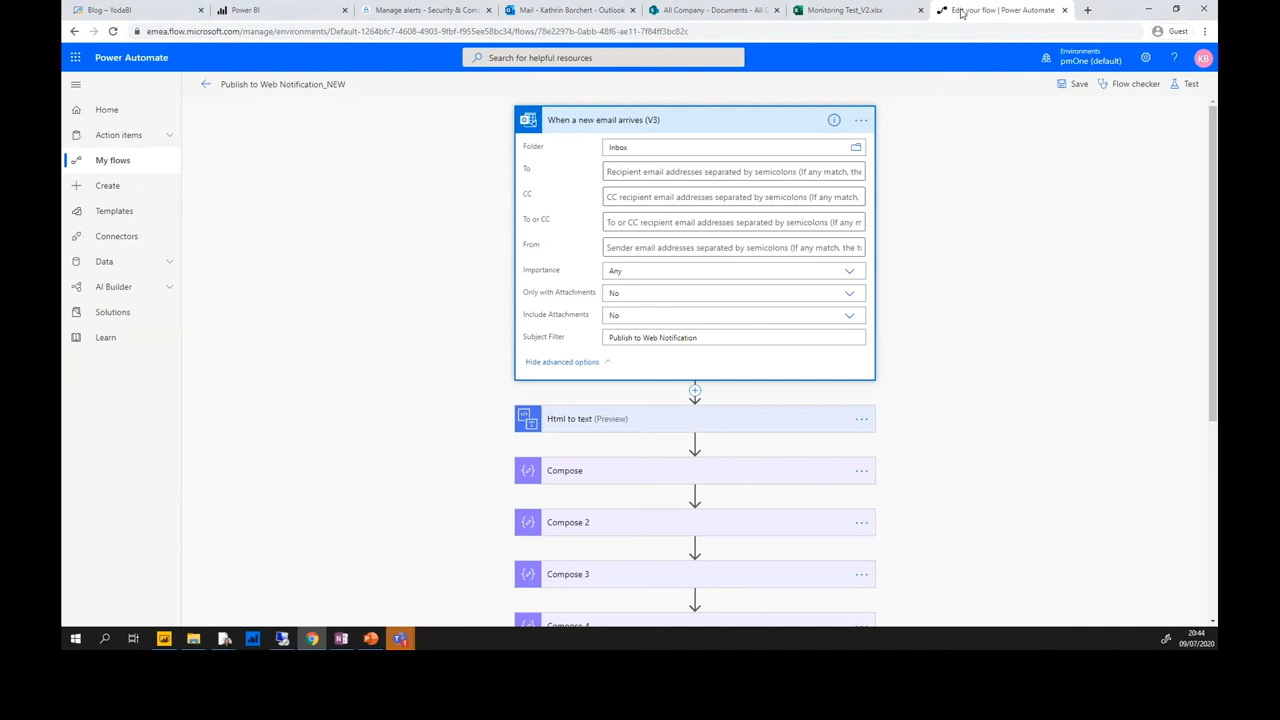 Blog – YodaBI
Power BI
Manage alerts - Security & Com
Mail - Kathrin Borchert - Outlook
All Company - Documents - All D
Monitoring Test_V2.xlsx
Edit your flow | Power Automate
emea.flow.microsoft.com/manage/environments/Default-1264bfc7-4608-4903-9fbf-f955ee58bc34/flows/78e2297b-0abb-48f6-ae11-7f84ff3bc82c
Guest
Power Automate
Search for helpful resources
Environments
pmOne (default)
KB
Publish to Web Notification_NEW
Save
Flow checker
Test
Home
Action items
My flows
Create
Templates
Connectors
Data
AI Builder
Solutions
Learn
When a new email arrives (V3)
Folder
Inbox
To
Recipient email addresses separated by semicolons (If any match, the
CC
CC recipient email addresses separated by semicolons (If any match,
To or CC
To or CC recipient email addresses separated by semicolons (If any m
From
Sender email addresses separated by semicolons (If any match, the t
Importance
Any
Only with Attachments
No
Include Attachments
No
Subject Filter
Publish to Web Notification
Hide advanced options
Html to text (Preview)
Compose
Compose 2
Compose 3
Compose 4
20:44
09/07/2020